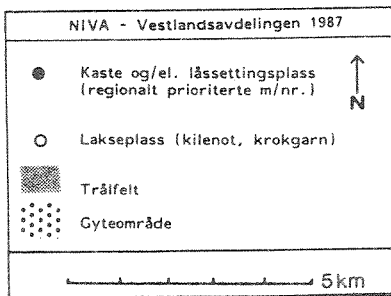 NIVA - Vestlandsavdelingen 1987
Kaste og/el. låssettingsplass
(regionalt prioriterte m/nr.)
N
Lakseplass (kilenot, krokgarn)
Trålfelt
Gyteområde
5km